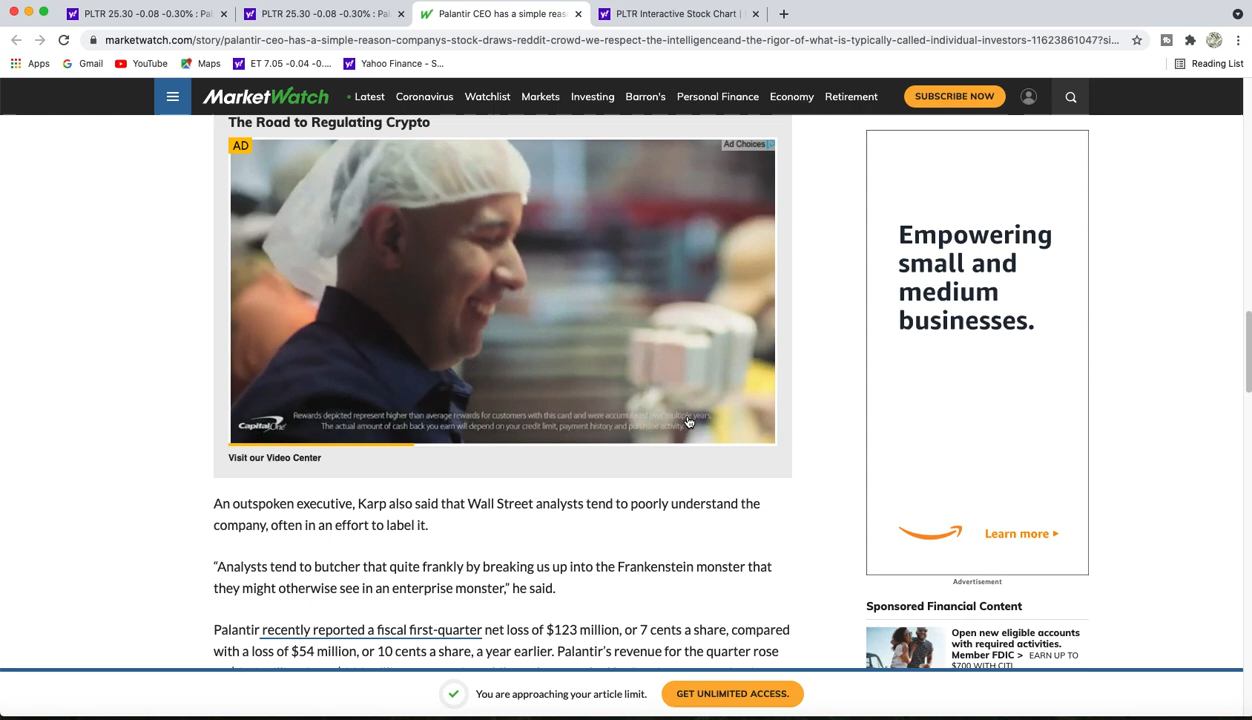 PLTR 25.30 -0.08 -0.30% : Pal
PLTR 25.30 -0.08 -0.30% : Pal
Palantir CEO has a simple reas
PLTR Interactive Stock Chart |
marketwatch.com/story/palantir-ceo-has-a-simple-reason-companys-stock-draws-reddit-crowd-we-respect-the-intelligenceand-the-rigor-of-what-is-typically-called-individual-investors-11623861047?si...
Apps
Gmail
YouTube
Maps
ET 7.05 -0.04 -0....
Yahoo Finance - S...
Reading List
MarketWatch
Latest
Coronavirus
Watchlist
Markets
Investing
Barron's
Personal Finance
Economy
Retirement
SUBSCRIBE NOW
The Road to Regulating Crypto
AD
Ad Choices
Rewards depicted represent higher than average rewards for customers with this card and were accumulated over multiple years.
The actual amount of cash back you earn will depend on your credit limit, payment history and purchase activity.
Capital One
Visit our Video Center
An outspoken executive, Karp also said that Wall Street analysts tend to poorly understand the
company, often in an effort to label it.
“Analysts tend to butcher that quite frankly by breaking us up into the Frankenstein monster that
they might otherwise see in an enterprise monster,” he said.
Palantir recently reported a fiscal first-quarter net loss of $123 million, or 7 cents a share, compared
with a loss of $54 million, or 10 cents a share, a year earlier. Palantir’s revenue for the quarter rose
Empowering
small and
medium
businesses.
Learn more
Advertisement
Sponsored Financial Content
Open new eligible accounts
with required activities.
Member FDIC > EARN UP TO
$700 WITH CITI
You are approaching your article limit.
GET UNLIMITED ACCESS.